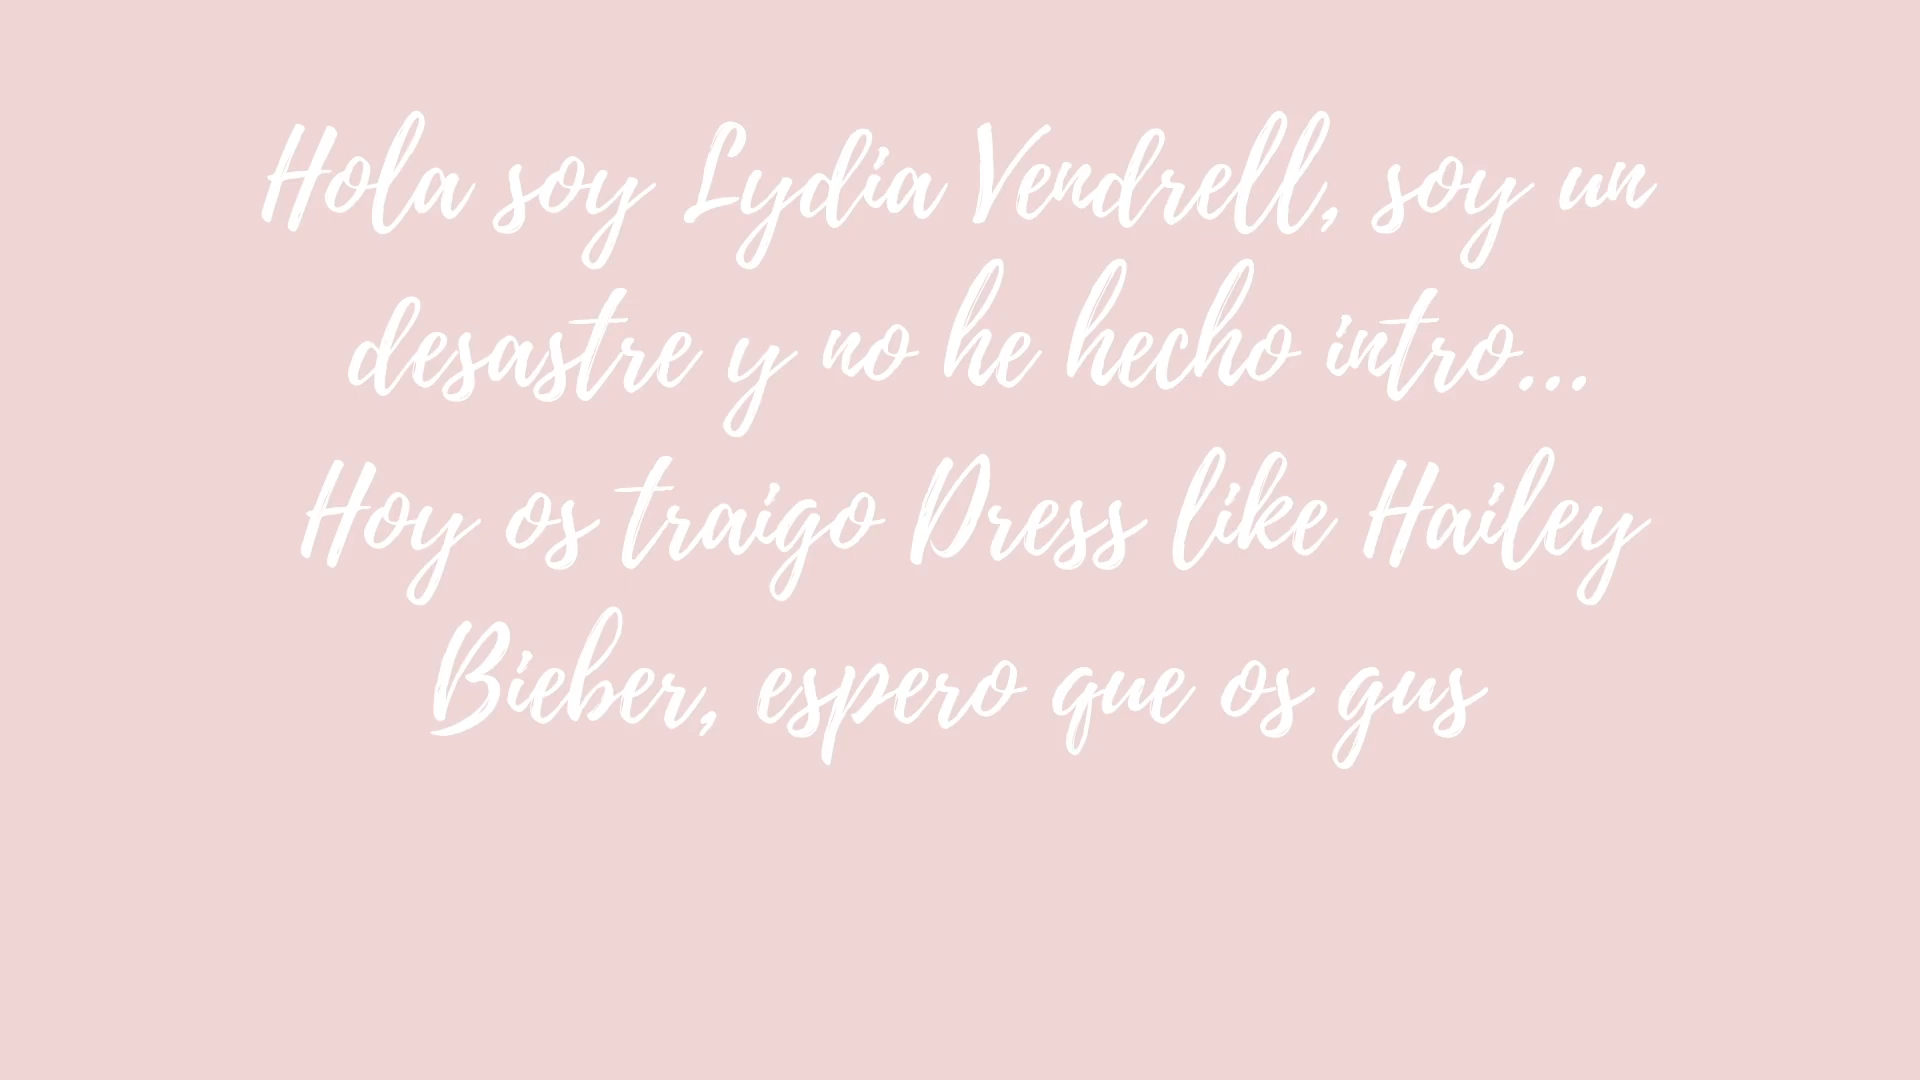 Hola soy Lydia Vendrell, soy un
desastre y no he hecho intro...
Hoy os traigo Dress like Hailey
Bieber, espero que os gus